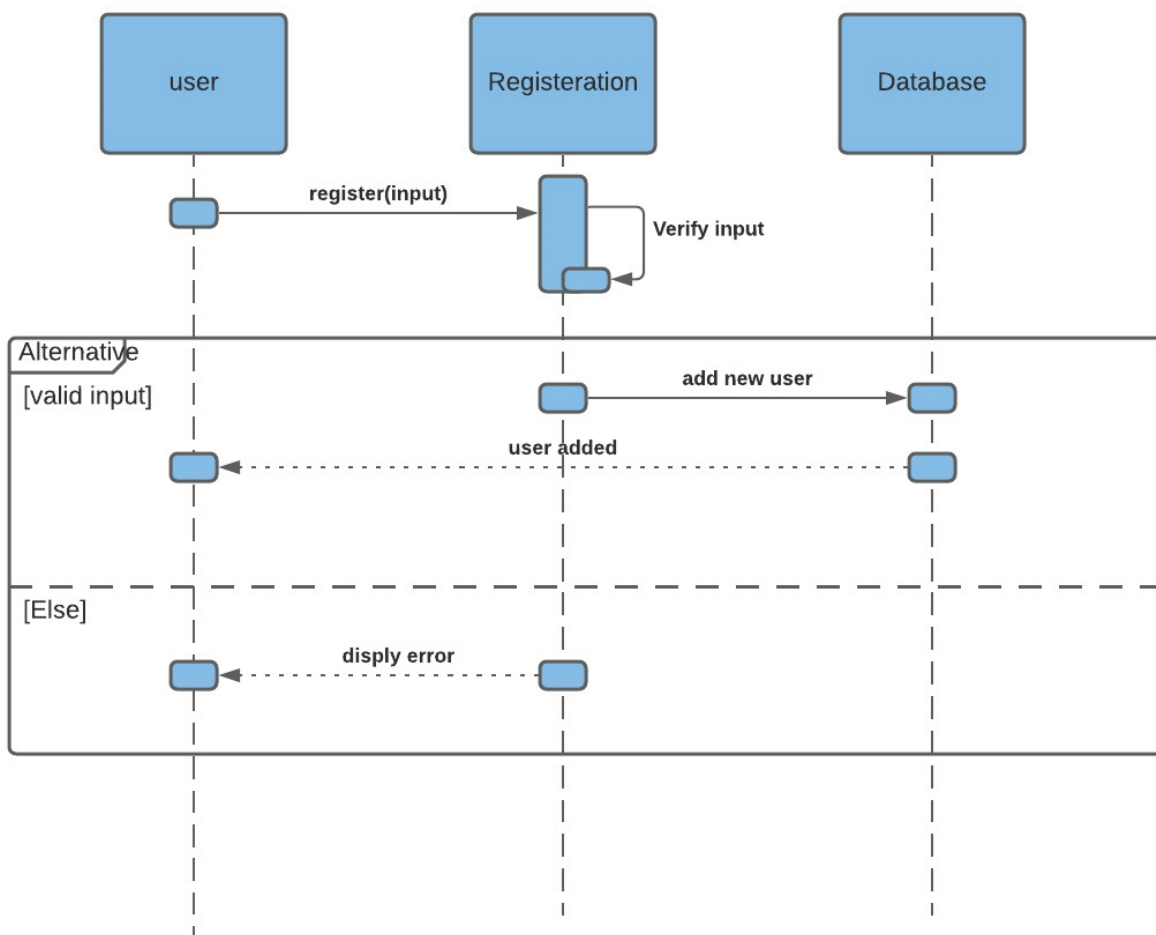 user
Registeration
Database
register(input)
Verify input
Alternative
[valid input]
add new user
user added
[Else]
disply error